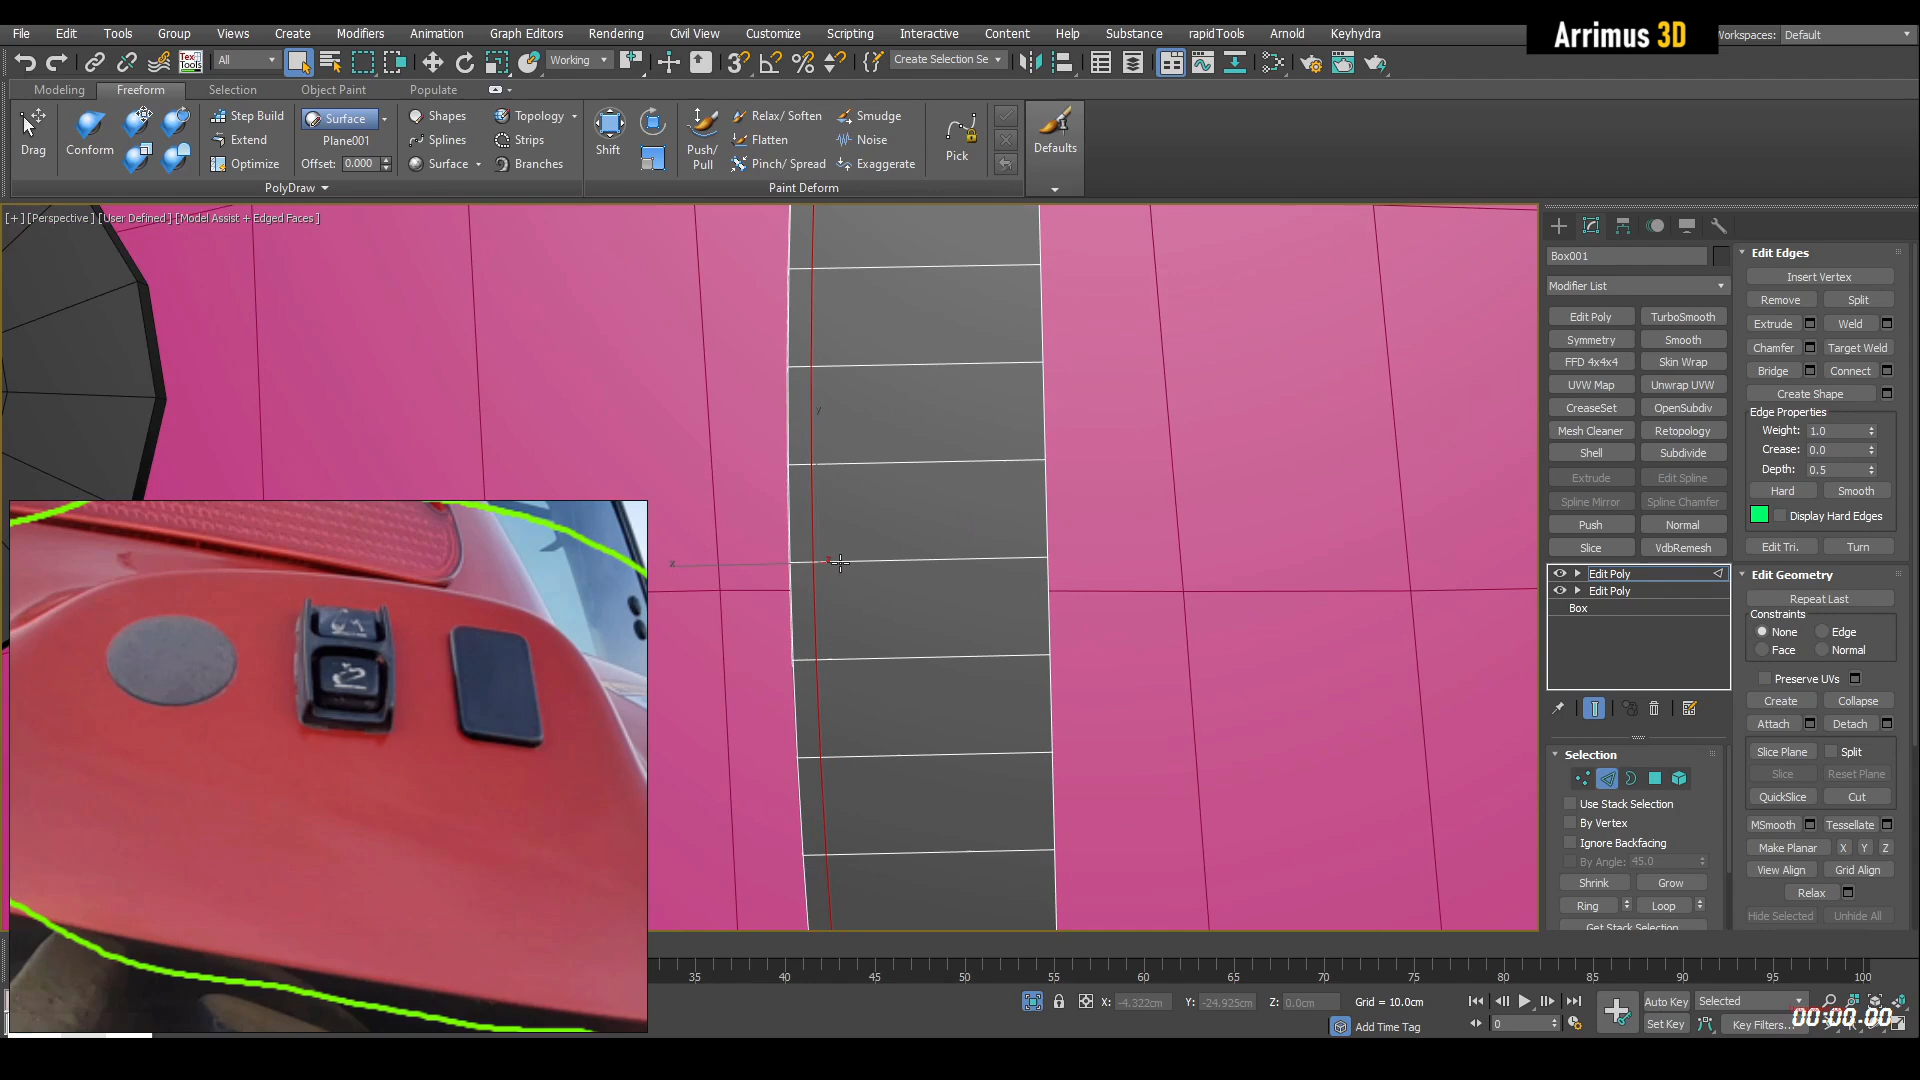 Arrimus 3D
File Edit Tools Group Views Create Modifiers Animation Graph Editors Rendering Civil View Customize Scripting Interactive Content Help Substance rapidTools Arnold Keyhydra
Workspaces: Default
TexTools All Working Create Selection Se
Modeling Freeform Selection Object Paint Populate
Drag Conform
Step Build
Extend
Optimize
Surface
Plane001
Offset: 0.000
Shapes Topology
Splines Strips
Surface Branches
PolyDraw
Shift
Push/
Pull
Relax/ Soften Smudge
Flatten Noise
Pinch/ Spread Exaggerate
Pick
Defaults
Paint Deform
[+] [Perspective] [User Defined] [Model Assist + Edged Faces]
y
x
Box001
Modifier List
Edit Poly TurboSmooth
Symmetry Smooth
FFD 4x4x4 Skin Wrap
UVW Map Unwrap UVW
CreaseSet OpenSubdiv
Mesh Cleaner Retopology
Shell Subdivide
Extrude Edit Spline
Spline Mirror Spline Chamfer
Push Normal
Slice VdbRemesh
Edit Poly
Edit Poly
Box
Selection
Use Stack Selection
By Vertex
Ignore Backfacing
By Angle: 45.0
Shrink Grow
Ring Loop
Get Stack Selection
Edit Edges
Insert Vertex
Remove Split
Extrude Weld
Chamfer Target Weld
Bridge Connect
Create Shape
Edge Properties
Weight: 1.0
Crease: 0.0
Depth: 0.5
Hard Smooth
Display Hard Edges
Edit Tri. Turn
Edit Geometry
Repeat Last
Constraints
None Edge
Face Normal
Preserve UVs
Create Collapse
Attach Detach
Slice Plane Split
Slice Reset Plane
QuickSlice Cut
MSmooth Tessellate
Make Planar X Y Z
View Align Grid Align
Relax
Hide Selected Unhide All
35 40 45 50 55 60 65 70 75 80 85 90 95 100
X: -4.322cm Y: -24.925cm Z: 0.0cm Grid = 10.0cm
Add Time Tag
0
Auto Key Selected
Set Key Key Filters...
00:00.00